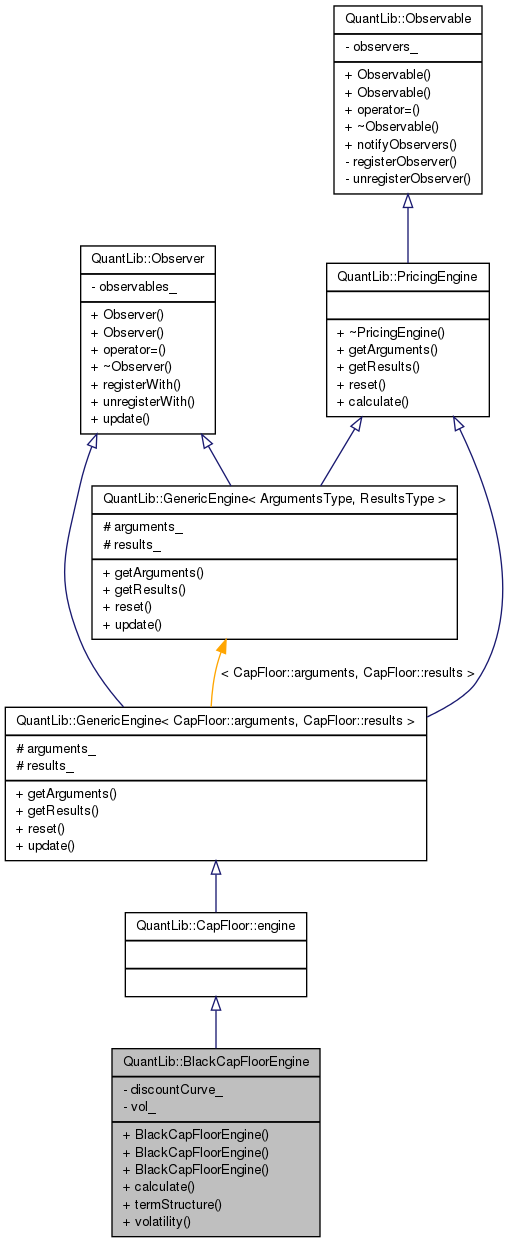 QuantLib::Observable
- observers_
+ Observable()
+ Observable()
+ operator=()
+ ~Observable()
+ notifyObservers()
- registerObserver()
- unregisterObserver()
QuantLib::Observer
- observables_
+ Observer()
+ Observer()
+ operator=()
+ ~Observer()
+ registerWith()
+ unregisterWith()
+ update()
QuantLib::PricingEngine
+ ~PricingEngine()
+ getArguments()
+ getResults()
+ reset()
+ calculate()
QuantLib::GenericEngine< ArgumentsType, ResultsType >
# arguments_
# results_
+ getArguments()
+ getResults()
+ reset()
+ update()
< CapFloor::arguments, CapFloor::results >
QuantLib::GenericEngine< CapFloor::arguments, CapFloor::results >
# arguments_
# results_
+ getArguments()
+ getResults()
+ reset()
+ update()
QuantLib::CapFloor::engine
QuantLib::BlackCapFloorEngine
- discountCurve_
- vol_
+ BlackCapFloorEngine()
+ BlackCapFloorEngine()
+ BlackCapFloorEngine()
+ calculate()
+ termStructure()
+ volatility()